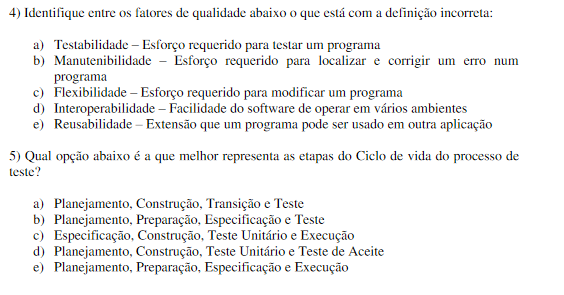 4) Identifique entre os fatores de qualidade abaixo o que está com a definição incorreta:
a) Testabilidade – Esforço requerido para testar um programa
b) Manutenibilidade – Esforço requerido para localizar e corrigir um erro num
programa
c) Flexibilidade – Esforço requerido para modificar um programa
d) Interoperabilidade – Facilidade do software de operar em vários ambientes
e) Reusabilidade – Extensão que um programa pode ser usado em outra aplicação
5) Qual opção abaixo é a que melhor representa as etapas do Ciclo de vida do processo de
teste?
a) Planejamento, Construção, Transição e Teste
b) Planejamento, Preparação, Especificação e Teste
c) Especificação, Construção, Teste Unitário e Execução
d) Planejamento, Construção, Teste Unitário e Teste de Aceite
e) Planejamento, Preparação, Especificação e Execução